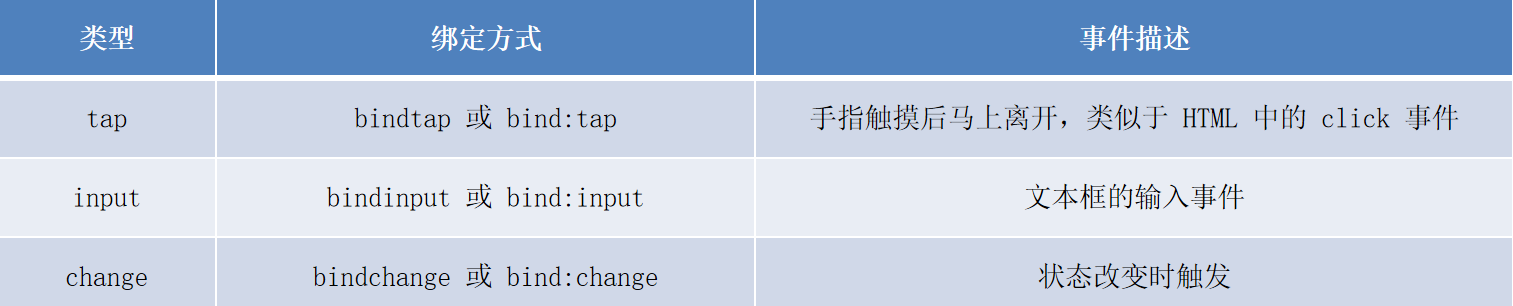 类型 绑定方式 事件描述
tap bindtap 或 bind:tap 手指触摸后马上离开，类似于 HTML 中的 click 事件
input bindinput 或 bind:input 文本框的输入事件
change bindchange 或 bind:change 状态改变时触发